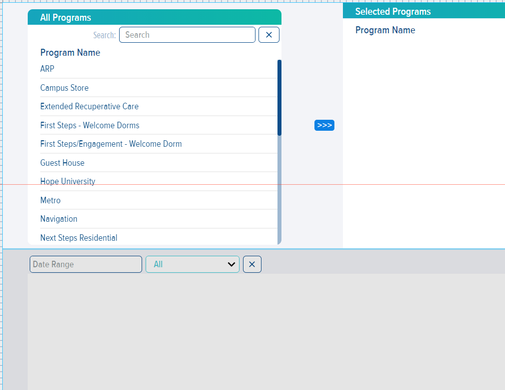 All Programs
Selected Programs
Search:
Search
×
Program Name
Program Name
ARP
Campus Store
Extended Recuperative Care
First Steps - Welcome Dorms
>>>
First Steps/Engagement - Welcome Dorm
Guest House
Hope University
Metro
Navigation
Next Steps Residential
Date Range
All
×